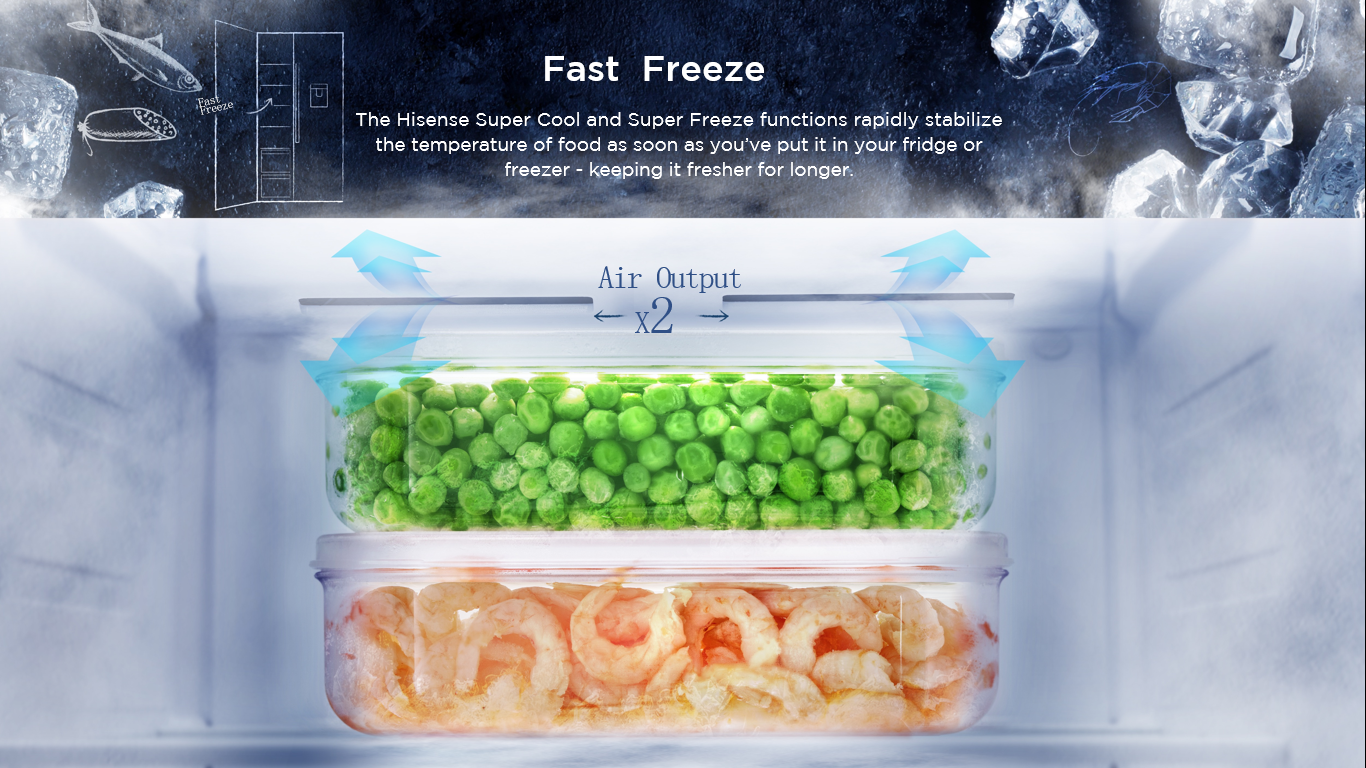 Fast Freeze
The Hisense Super Cool and Super Freeze functions rapidly stabilize
the temperature of food as soon as you’ve put it in your fridge or
freezer - keeping it fresher for longer.
Fast
Freeze
Air Output
x2